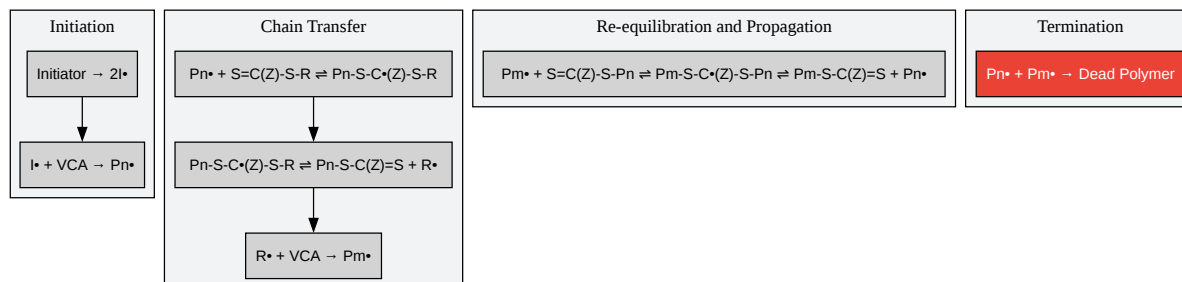 Initiation
Initiator → 2I•
I• + VCA → Pn•
Chain Transfer
Pn• + S=C(Z)-S-R ⇌ Pn-S-C•(Z)-S-R
Pn-S-C•(Z)-S-R ⇌ Pn-S-C(Z)=S + R•
R• + VCA → Pm•
Re-equilibration and Propagation
Pm• + S=C(Z)-S-Pn ⇌ Pm-S-C•(Z)-S-Pn ⇌ Pm-S-C(Z)=S + Pn•
Termination
Pn• + Pm• → Dead Polymer